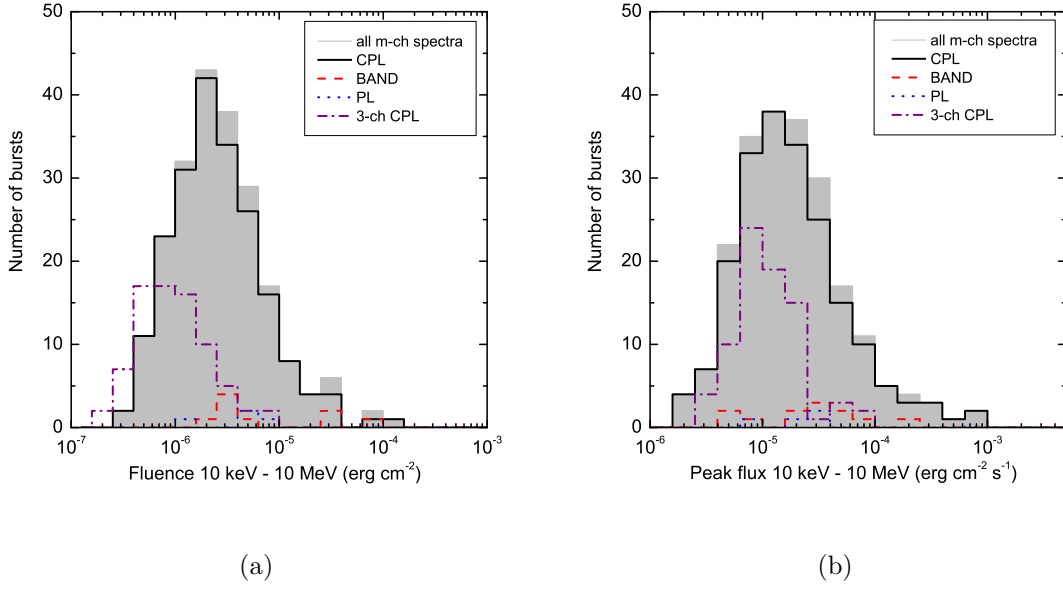 50
40
30
20
10
0
Number of bursts
all m-ch spectra
CPL
BAND
PL
3-ch CPL
10⁻⁷ 10⁻⁶ 10⁻⁵ 10⁻⁴ 10⁻³
Fluence 10 keV - 10 MeV (erg cm⁻²)
(a)
50
40
30
20
10
0
Number of bursts
all m-ch spectra
CPL
BAND
PL
3-ch CPL
10⁻⁶ 10⁻⁵ 10⁻⁴ 10⁻³
Peak flux 10 keV - 10 MeV (erg cm⁻² s⁻¹)
(b)